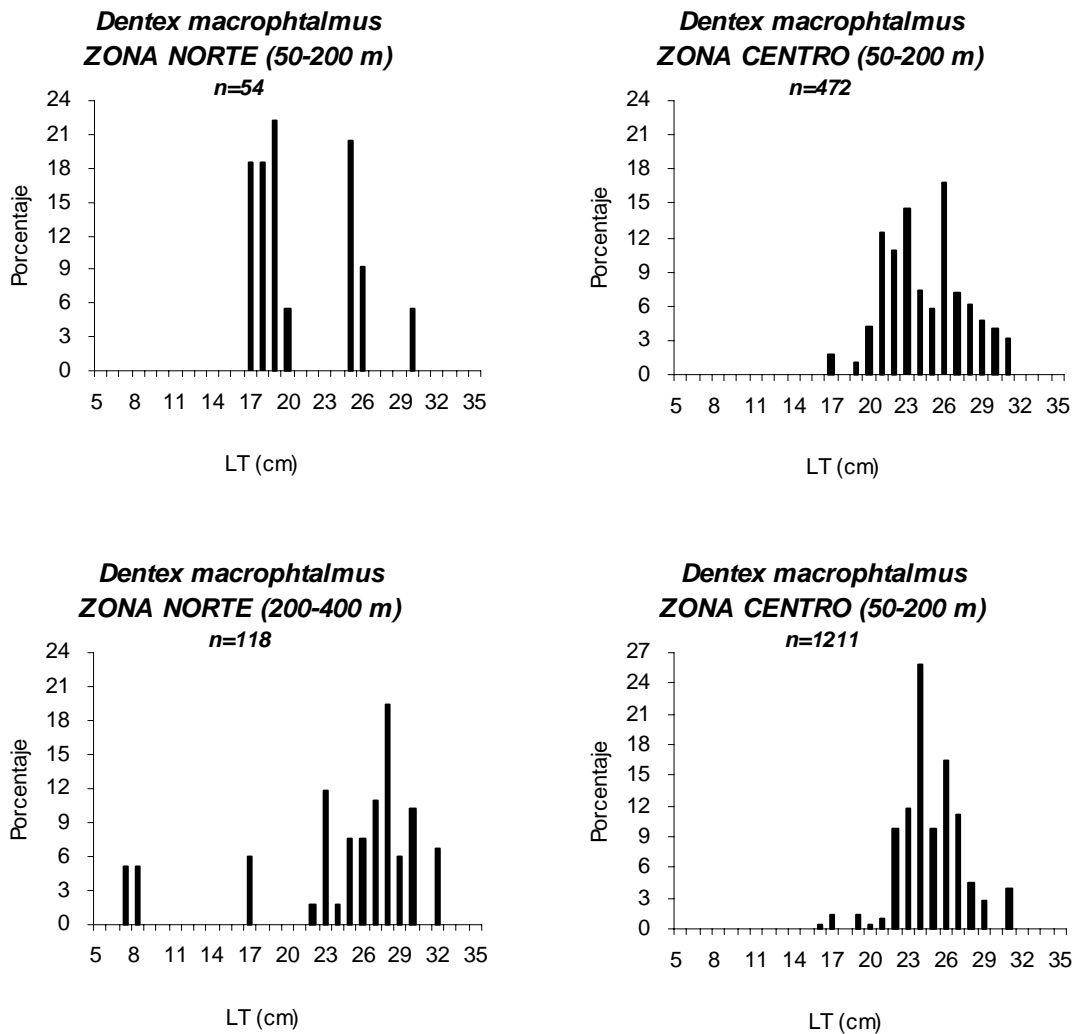 Dentex macrophtalmus
ZONA NORTE (50-200 m)
n=54
24
21
18
15
12
9
6
3
0
Porcentaje
5 8 11 14 17 20 23 26 29 32 35
LT (cm)
Dentex macrophtalmus
ZONA CENTRO (50-200 m)
n=472
24
21
18
15
12
9
6
3
0
Porcentaje
5 8 11 14 17 20 23 26 29 32 35
LT (cm)
Dentex macrophtalmus
ZONA NORTE (200-400 m)
n=118
24
21
18
15
12
9
6
3
0
Porcentaje
5 8 11 14 17 20 23 26 29 32 35
LT (cm)
Dentex macrophtalmus
ZONA CENTRO (50-200 m)
n=1211
27
24
21
18
15
12
9
6
3
0
Porcentaje
5 8 11 14 17 20 23 26 29 32 35
LT (cm)